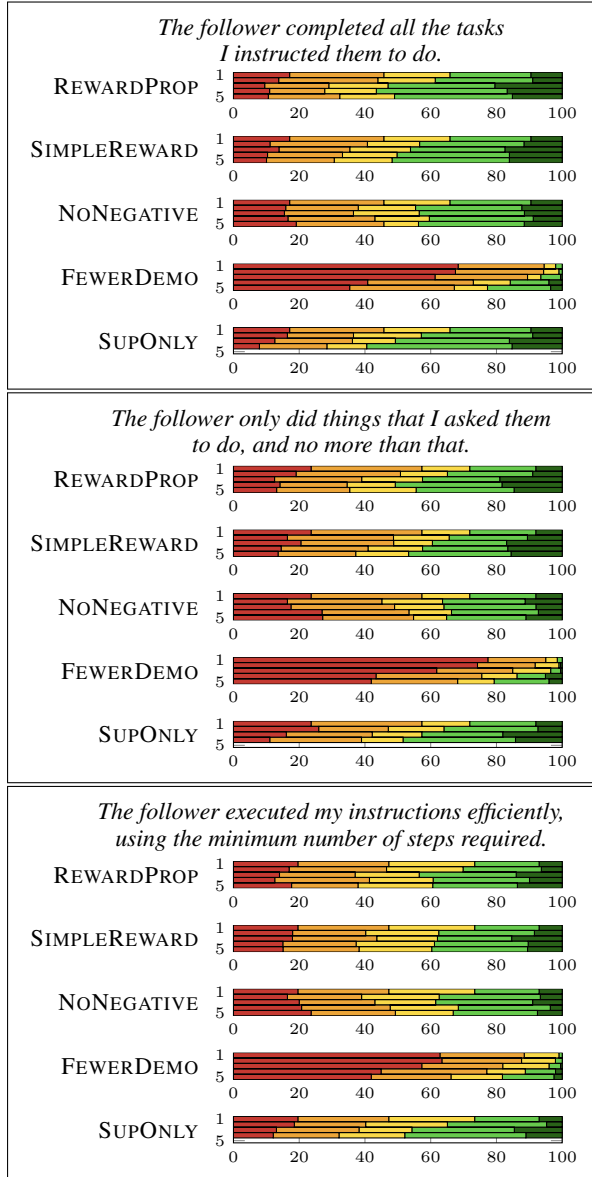 The follower completed all the tasks
I instructed them to do.
REWARDPROP
1
5
0 20 40 60 80 100
SIMPLEREWARD
1
5
0 20 40 60 80 100
NONEGATIVE
1
5
0 20 40 60 80 100
FEWERDEMO
1
5
0 20 40 60 80 100
SUPONLY
1
5
0 20 40 60 80 100
The follower only did things that I asked them
to do, and no more than that.
REWARDPROP
1
5
0 20 40 60 80 100
SIMPLEREWARD
1
5
0 20 40 60 80 100
NONEGATIVE
1
5
0 20 40 60 80 100
FEWERDEMO
1
5
0 20 40 60 80 100
SUPONLY
1
5
0 20 40 60 80 100
The follower executed my instructions efficiently,
using the minimum number of steps required.
REWARDPROP
1
5
0 20 40 60 80 100
SIMPLEREWARD
1
5
0 20 40 60 80 100
NONEGATIVE
1
5
0 20 40 60 80 100
FEWERDEMO
1
5
0 20 40 60 80 100
SUPONLY
1
5
0 20 40 60 80 100